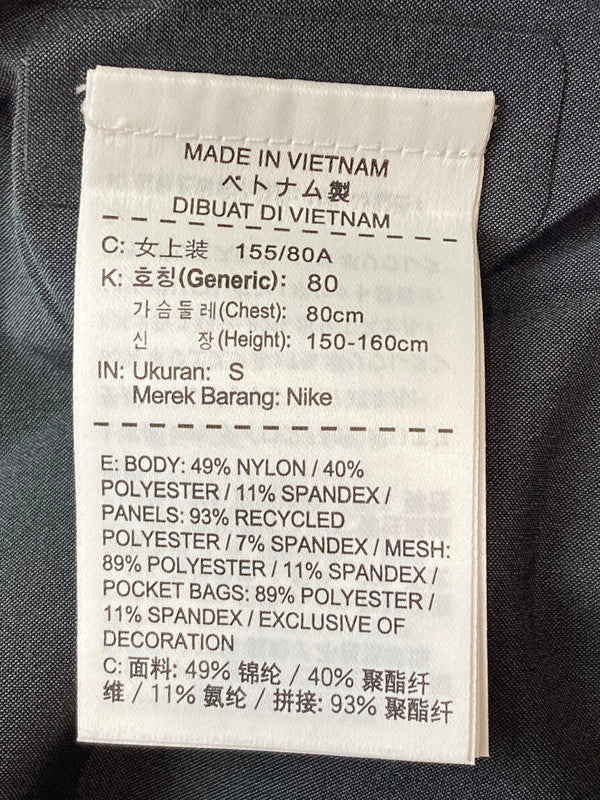 MADE IN VIETNAM
ベトナム製
DIBUAT DI VIETNAM
C: 女上装 155/80A
K: 호칭(Generic): 80
가슴둘레(Chest): 80cm
신 장(Height): 150-160cm
IN: Ukuran: S
Merek Barang: Nike
E: BODY: 49% NYLON / 40%
POLYESTER / 11% SPANDEX /
PANELS: 93% RECYCLED
POLYESTER / 7% SPANDEX / MESH:
89% POLYESTER / 11% SPANDEX /
POCKET BAGS: 89% POLYESTER /
11% SPANDEX / EXCLUSIVE OF
DECORATION
C: 面料: 49% 锦纶 / 40% 聚酯纤
维 / 11% 氨纶 / 拼接: 93% 聚酯纤